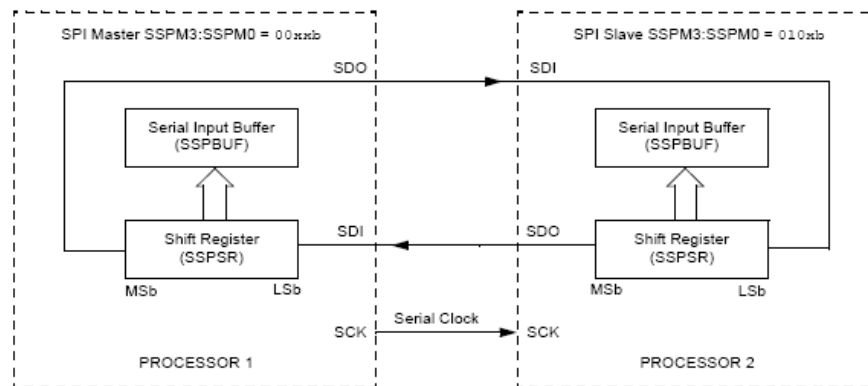 SPI Master SSPM3:SSPM0 = 00xxb
SPI Slave SSPM3:SSPM0 = 010xb
SDO
SDI
Serial Input Buffer
(SSPBUF)
Serial Input Buffer
(SSPBUF)
Shift Register
(SSPSR)
SDI
SDO
Shift Register
(SSPSR)
MSb
LSb
MSb
LSb
SCK
Serial Clock
SCK
PROCESSOR 1
PROCESSOR 2